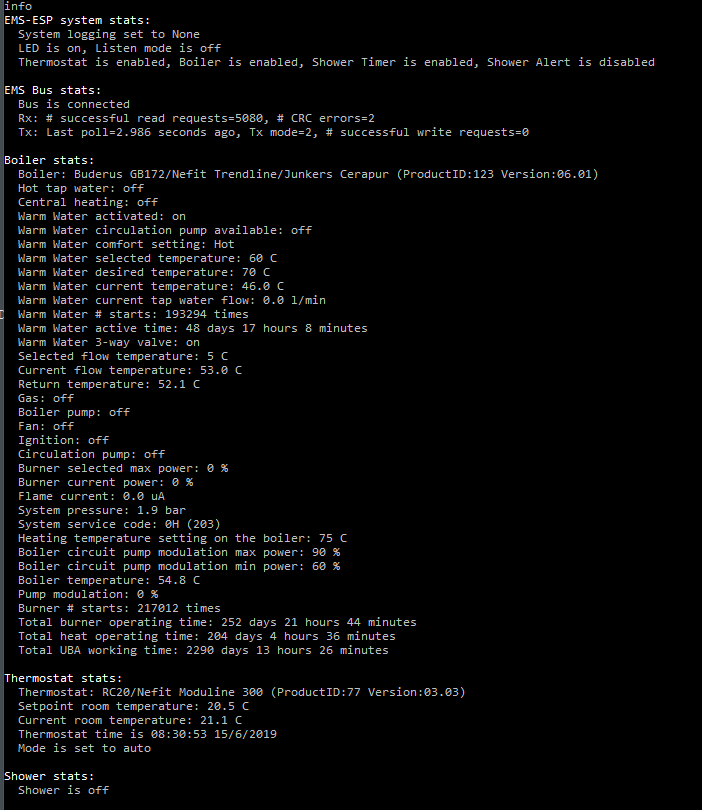 info
EMS-ESP system stats:
System logging set to None
LED is on, Listen mode is off
Thermostat is enabled, Boiler is enabled, Shower Timer is enabled, Shower Alert is disabled
EMS Bus stats:
Bus is connected
Rx: # successful read requests=5080, # CRC errors=2
Tx: Last poll=2.986 seconds ago, Tx mode=2, # successful write requests=0
Boiler stats:
Boiler: Buderus GB172/Nefit Trendline/Junkers Cerapur (ProductID:123 Version:06.01)
Hot tap water: off
Central heating: off
Warm Water activated: on
Warm Water circulation pump available: off
Warm Water comfort setting: Hot
Warm Water selected temperature: 60 C
Warm Water desired temperature: 70 C
Warm Water current temperature: 46.0 C
Warm Water current tap water flow: 0.0 l/min
Warm Water # starts: 193294 times
Warm Water active time: 48 days 17 hours 8 minutes
Warm Water 3-way valve: on
Selected flow temperature: 5 C
Current flow temperature: 53.0 C
Return temperature: 52.1 C
Gas: off
Boiler pump: off
Fan: off
Ignition: off
Circulation pump: off
Burner selected max power: 0 %
Burner current power: 0 %
Flame current: 0.0 uA
System pressure: 1.9 bar
System service code: 0H (203)
Heating temperature setting on the boiler: 75 C
Boiler circuit pump modulation max power: 90 %
Boiler circuit pump modulation min power: 60 %
Boiler temperature: 54.8 C
Pump modulation: 0 %
Burner # starts: 217012 times
Total burner operating time: 252 days 21 hours 44 minutes
Total heat operating time: 204 days 4 hours 36 minutes
Total UBA working time: 2290 days 13 hours 26 minutes
Thermostat stats:
Thermostat: RC20/Nefit Moduline 300 (ProductID:77 Version:03.03)
Setpoint room temperature: 20.5 C
Current room temperature: 21.1 C
Thermostat time is 08:30:53 15/6/2019
Mode is set to auto
Shower stats:
Shower is off